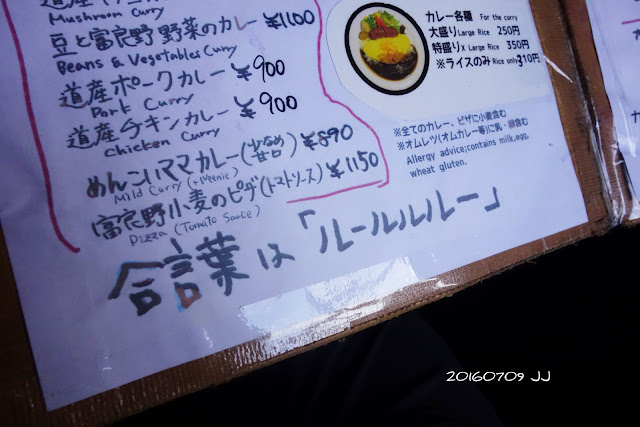 Mushroom Curry
豆と富良野野菜のカレー ¥1100
Beans & Vegetables Curry
道産ポークカレー ¥900
Pork Curry
道産チキンカレー ¥900
Chicken Curry
めんこいママカレー(少なめ甘口) ¥890
Mild Curry (+Weenie)
富良野小麦のピザ(トマトソース) ¥1150
Pizza (Tomato Sauce)
合言葉は「ルールルルー」
カレー各種 For the curry
大盛り Large Rice 250円
特盛り X Large Rice 350円
※ライスのみ Rice only 310円
※全てのカレー、ピザに小麦含む
※オムレツ(オムカレー等)に乳・卵含む
Allergy advice:contains milk,egg,
wheat gluten.
20160709 JJ